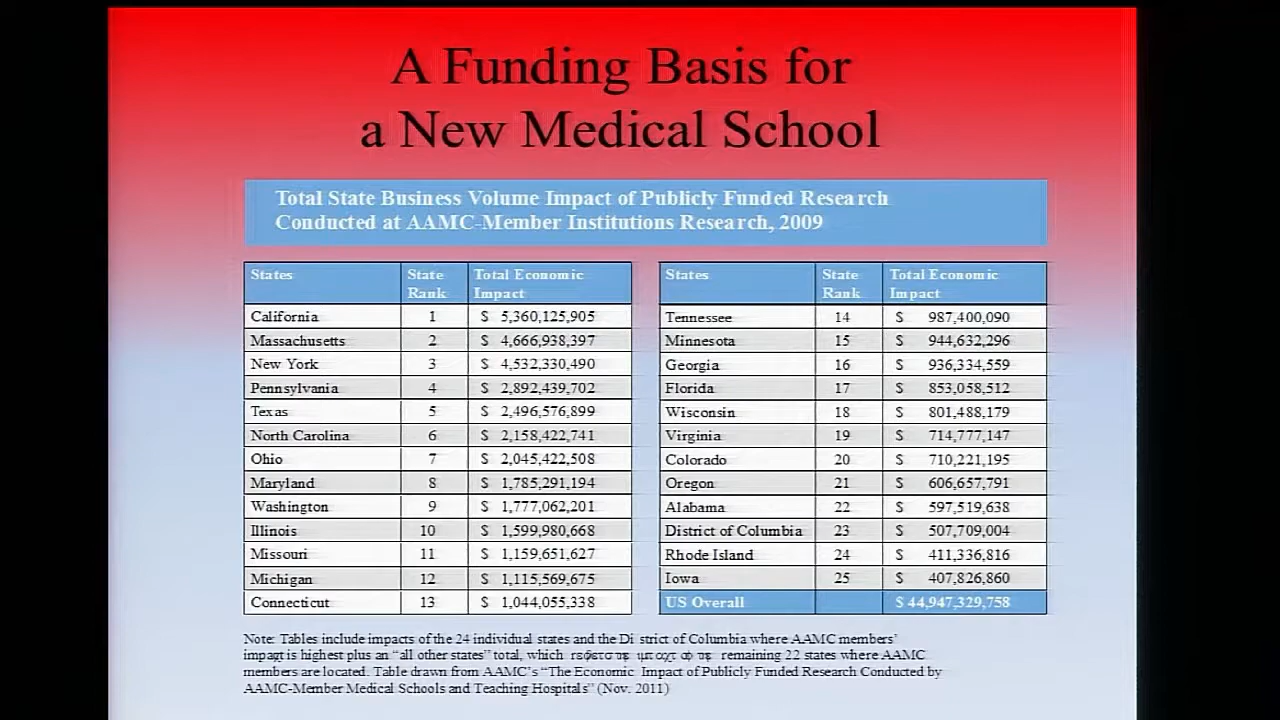 A Funding Basis for
a New Medical School
Total State Business Volume Impact of Publicly Funded Research
Conducted at AAMC-Member Institutions Research, 2009
States State Rank Total Economic Impact
California 1 $ 5,360,125,905
Massachusetts 2 $ 4,666,938,397
New York 3 $ 4,532,330,490
Pennsylvania 4 $ 2,892,439,702
Texas 5 $ 2,496,576,899
North Carolina 6 $ 2,158,422,741
Ohio 7 $ 2,045,422,508
Maryland 8 $ 1,785,291,194
Washington 9 $ 1,777,062,201
Illinois 10 $ 1,599,980,668
Missouri 11 $ 1,159,651,627
Michigan 12 $ 1,115,569,675
Connecticut 13 $ 1,044,055,338
States State Rank Total Economic Impact
Tennessee 14 $ 987,400,090
Minnesota 15 $ 944,632,296
Georgia 16 $ 936,334,559
Florida 17 $ 853,058,512
Wisconsin 18 $ 801,488,179
Virginia 19 $ 714,777,147
Colorado 20 $ 710,221,195
Oregon 21 $ 606,657,791
Alabama 22 $ 597,519,638
District of Columbia 23 $ 507,709,004
Rhode Island 24 $ 411,336,816
Iowa 25 $ 407,826,860
US Overall $ 44,947,329,758
Note: Tables include impacts of the 24 individual states and the Di strict of Columbia where AAMC members'
impact is highest plus an "all other states" total, which remaining 22 states where AAMC
members are located. Table drawn from AAMC's "The Economic Impact of Publicly Funded Research Conducted by
AAMC-Member Medical Schools and Teaching Hospitals" (Nov. 2011)